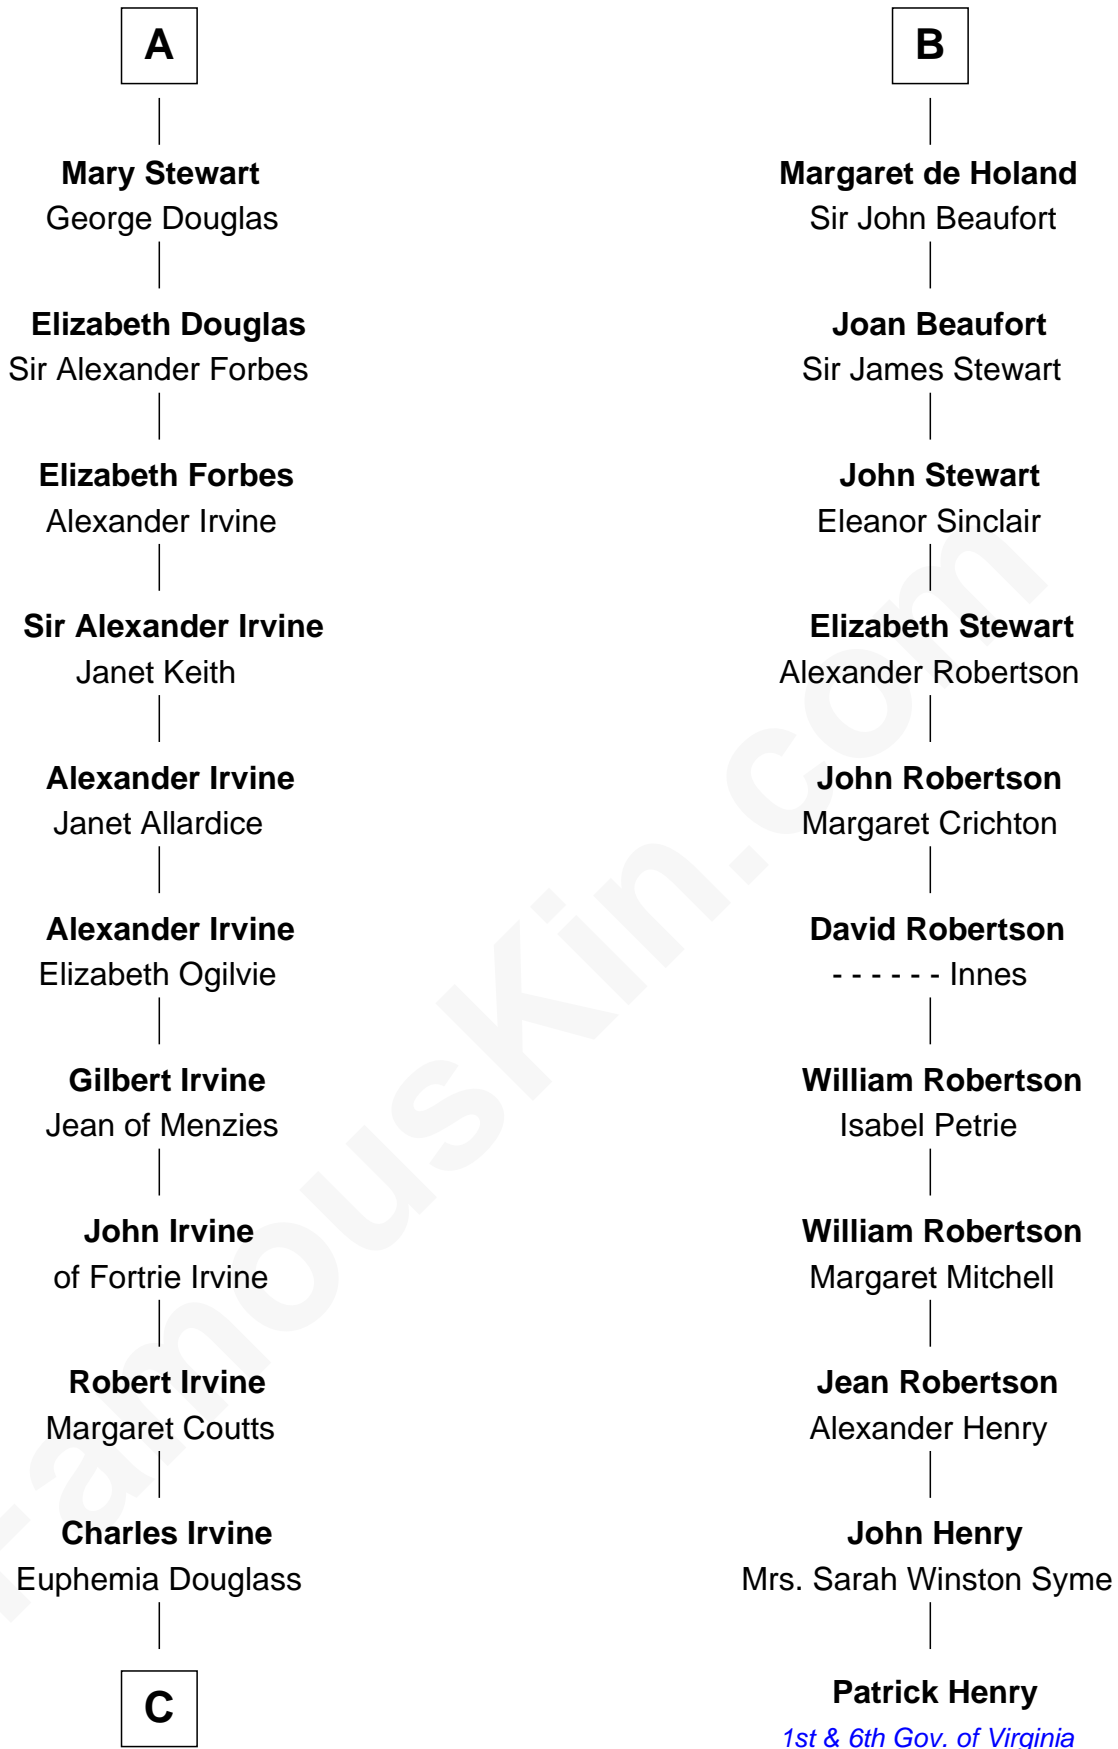 A
Mary Stewart
George Douglas
Elizabeth Douglas
Sir Alexander Forbes
Elizabeth Forbes
Alexander Irvine
Sir Alexander Irvine
Janet Keith
Alexander Irvine
Janet Allardice
Alexander Irvine
Elizabeth Ogilvie
Gilbert Irvine
Jean of Menzies
John Irvine
of Fortrie Irvine
Robert Irvine
Margaret Coutts
Charles Irvine
Euphemia Douglass
C
B
Margaret de Holand
Sir John Beaufort
Joan Beaufort
Sir James Stewart
John Stewart
Eleanor Sinclair
Elizabeth Stewart
Alexander Robertson
John Robertson
Margaret Crichton
David Robertson
- - - - - - Innes
William Robertson
Isabel Petrie
William Robertson
Margaret Mitchell
Jean Robertson
Alexander Henry
John Henry
Mrs. Sarah Winston Syme
Patrick Henry
1st & 6th Gov. of Virginia
FamousKin.com